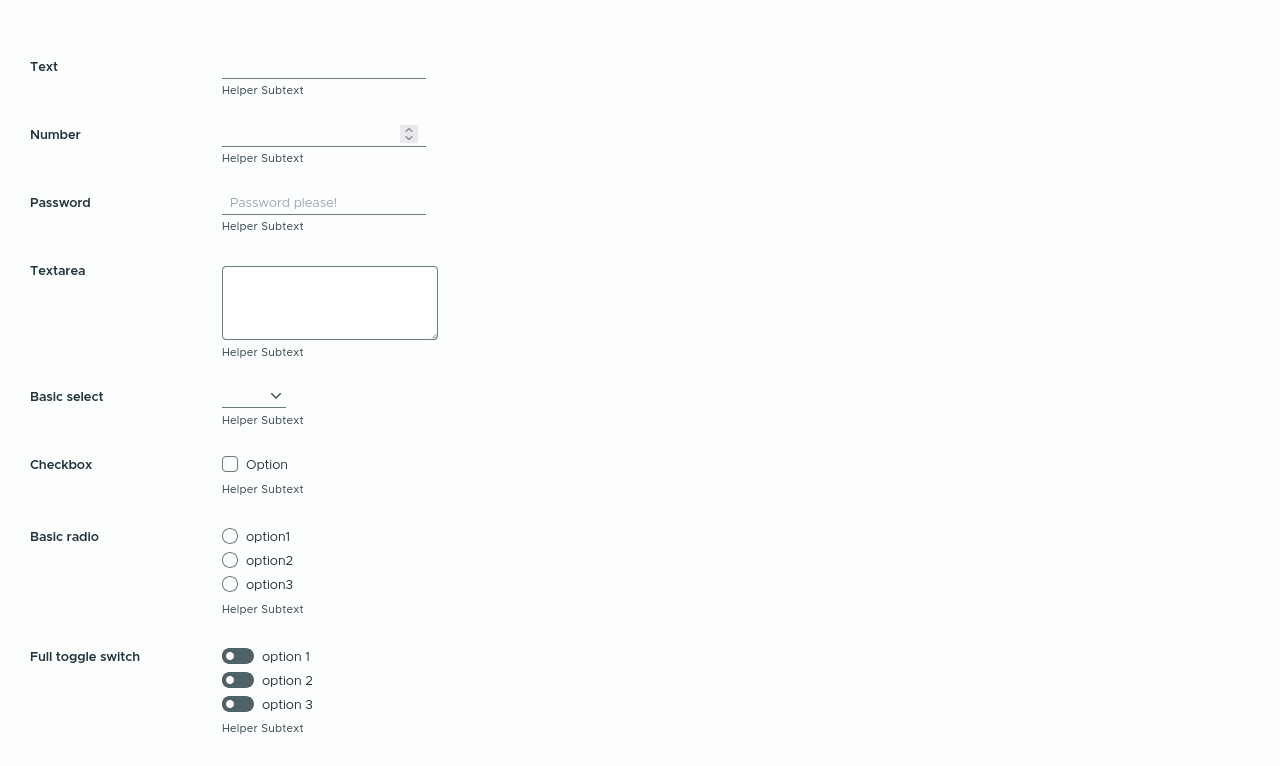 Text
Helper Subtext
Number
Helper Subtext
Password
Password please!
Helper Subtext
Textarea
Helper Subtext
Basic select
Helper Subtext
Checkbox
Option
Helper Subtext
Basic radio
option1
option2
option3
Helper Subtext
Full toggle switch
option 1
option 2
option 3
Helper Subtext